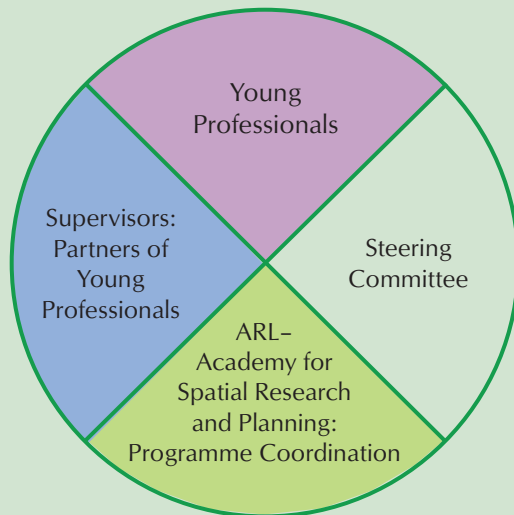 Young
Professionals
Supervisors:
Partners of
Young
Professionals
Steering
Committee
ARL–
Academy for
Spatial Research
and Planning:
Programme Coordination